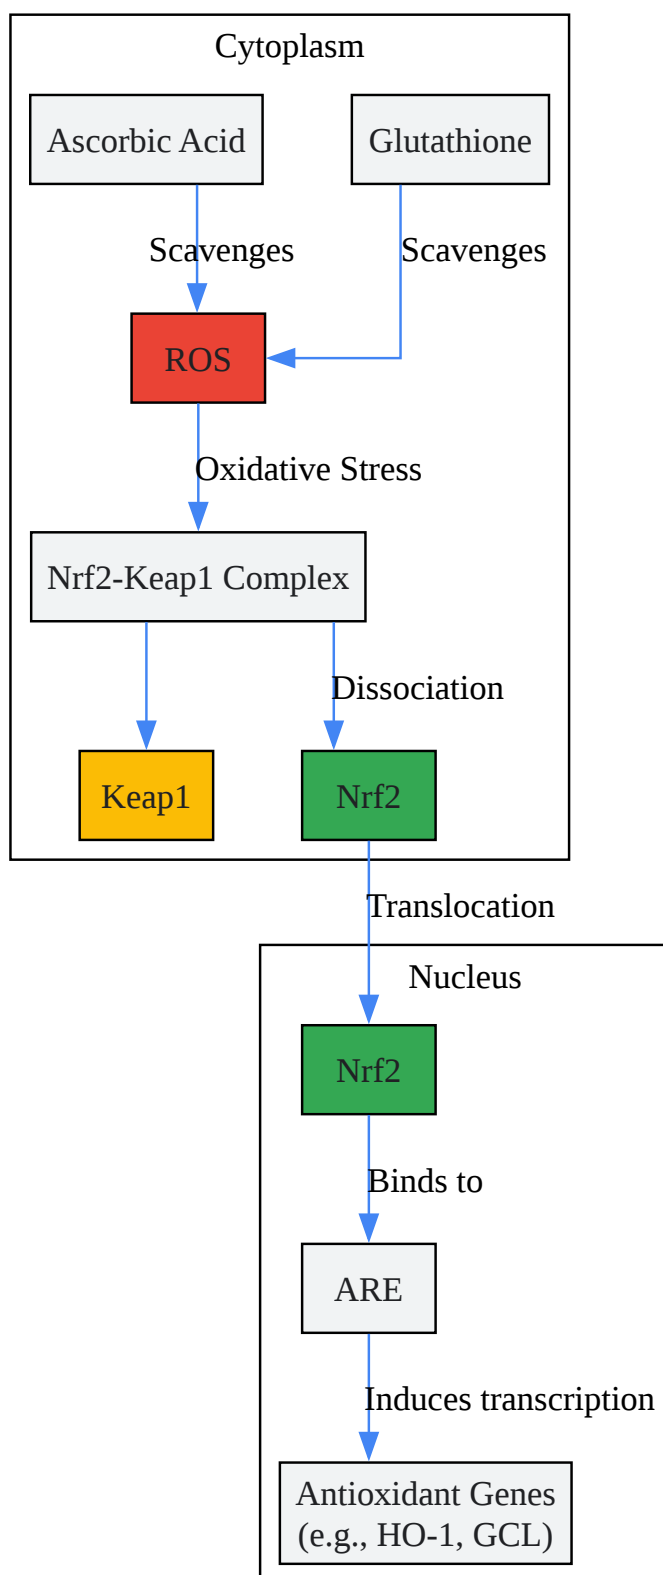 Cytoplasm
Ascorbic Acid
Glutathione
Scavenges
Scavenges
ROS
Oxidative Stress
Nrf2-Keap1 Complex
Dissociation
Keap1
Nrf2
Translocation
Nucleus
Nrf2
Binds to
ARE
Induces transcription
Antioxidant Genes
(e.g., HO-1, GCL)